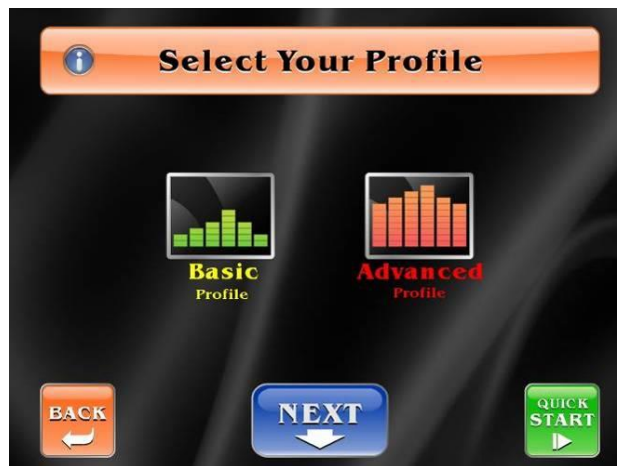 Select Your Profile
Basic
Profile
Advanced
Profile
BACK
NEXT
QUICK
START